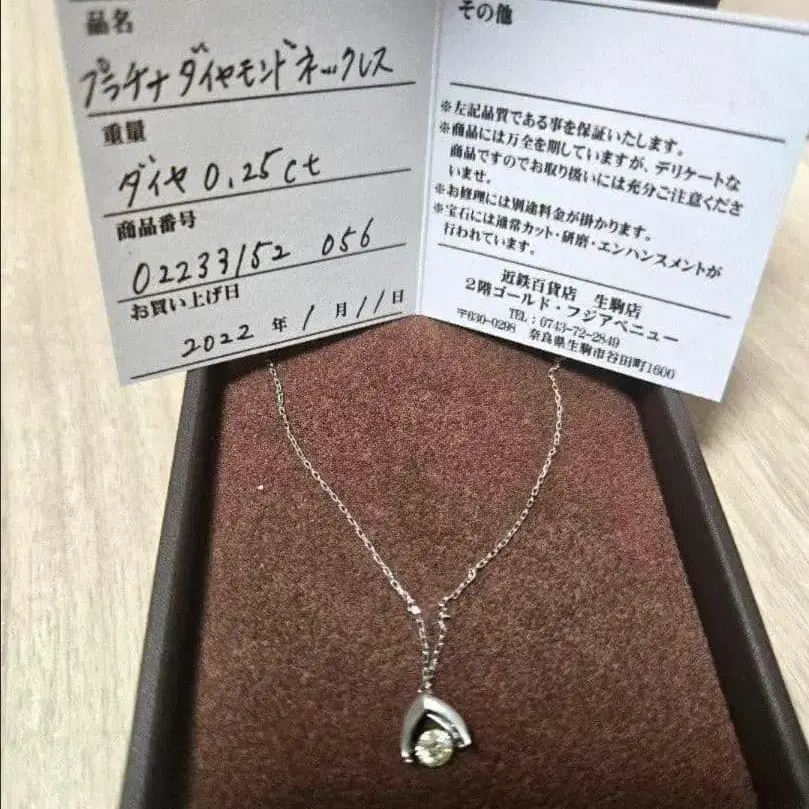 品名
プラチナダイヤモンドネックレス
重量
ダイヤ 0.25ct
商品番号
02233152 056
お買い上げ日
2022 年 1 月 11 日
その他
※左記品質である事を保証いたします。
※商品には万全を期していますが、デリケートな
商品ですのでお取り扱いには充分ご注意くださ
いませ。
※お修理には別途料金が掛かります。
※宝石には通常カット・研磨・エンハンスメントが
行われています。
近鉄百貨店 生駒店
2階ゴールド・フジアベニュー
TEL:0743-72-2849
〒630-0298 奈良県生駒市谷田町1600